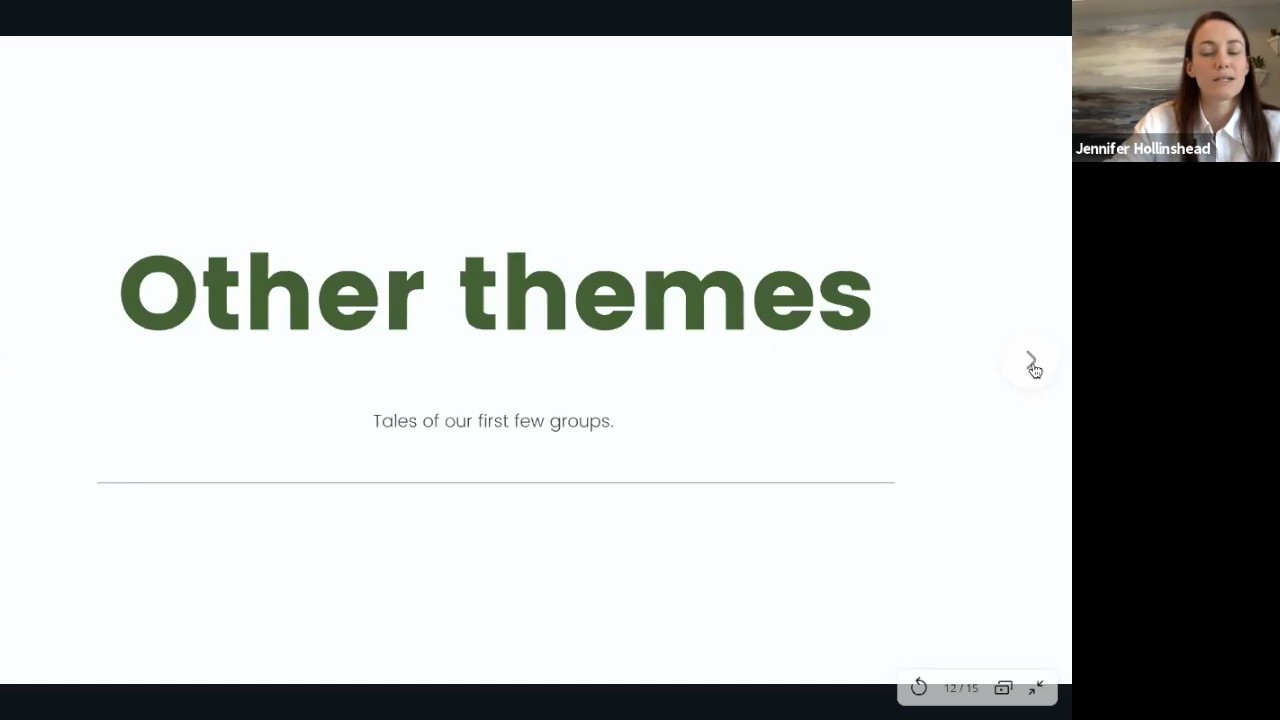 Other themes
Tales of our first few groups.
Jennifer Hollinshead
12 / 15